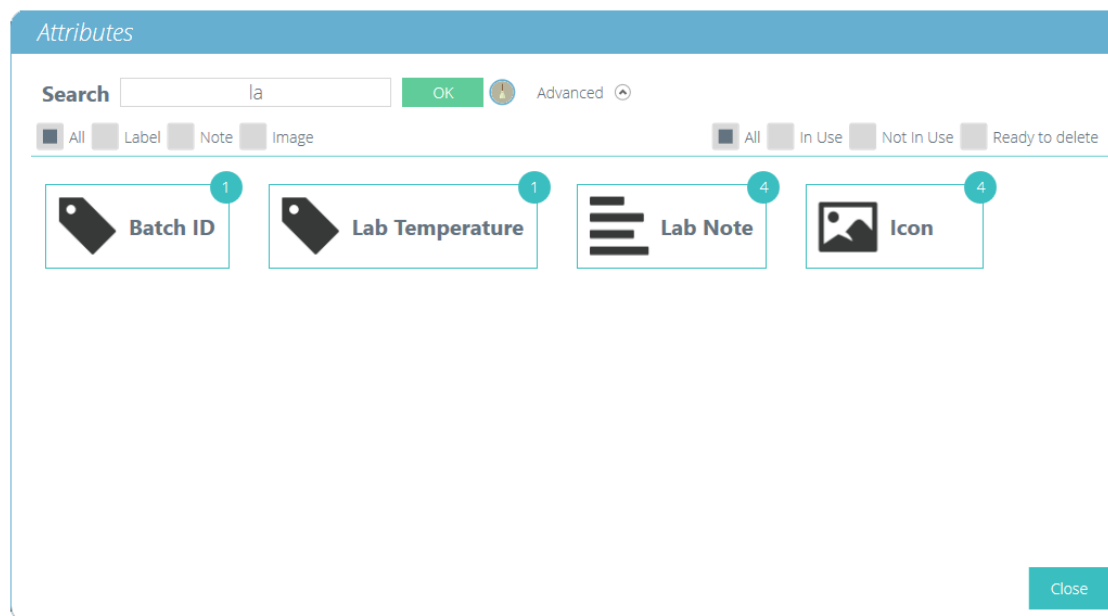 Attributes
Search la OK Advanced
All Label Note Image All In Use Not In Use Ready to delete
1 1 4 4
Batch ID Lab Temperature Lab Note Icon
Close